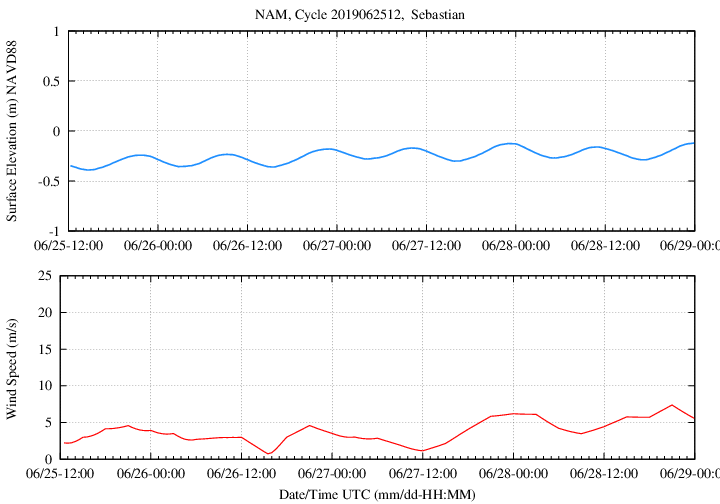 NAM, Cycle 2019062512, Sebastian
Surface Elevation (m) NAVD88
1
0.5
0
-0.5
-1
06/25-12:00 06/26-00:00 06/26-12:00 06/27-00:00 06/27-12:00 06/28-00:00 06/28-12:00 06/29-00:0
Wind Speed (m/s)
25
20
15
10
5
0
06/25-12:00 06/26-00:00 06/26-12:00 06/27-00:00 06/27-12:00 06/28-00:00 06/28-12:00 06/29-00:0
Date/Time UTC (mm/dd-HH:MM)